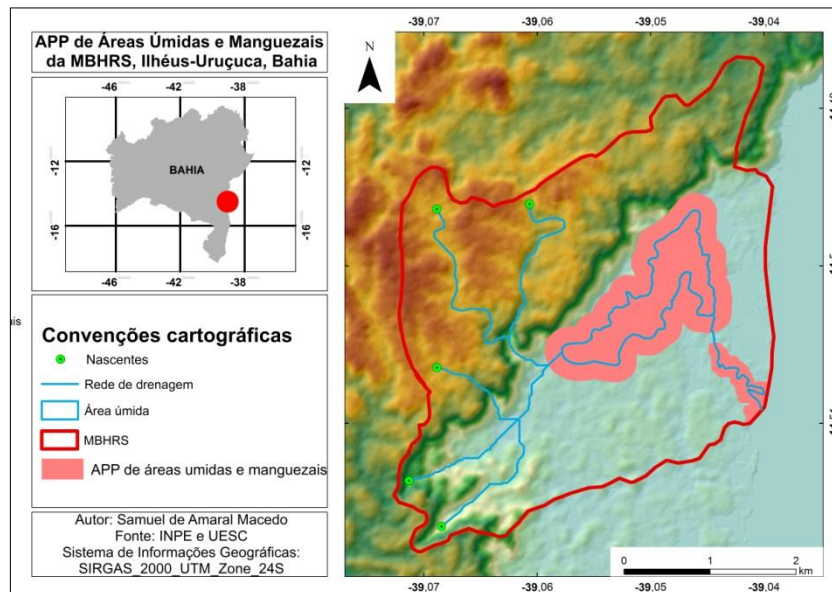 APP de Áreas Úmidas e Manguezais
da MBHRS, Ilhéus-Uruçuca, Bahia
-46 -42 -38
-12
-16
BAHIA
-12
-16
-46 -42 -38
Convenções cartográficas
Nascentes
Rede de drenagem
Área úmida
MBHRS
APP de áreas umidas e manguezais
Autor: Samuel de Amaral Macedo
Fonte: INPE e UESC
Sistema de Informações Geográficas:
SIRGAS_2000_UTM_Zone_24S
N
-39,07 -39,06 -39,05 -39,04
0 1 2
km
-39,07 -39,06 -39,05 -39,04